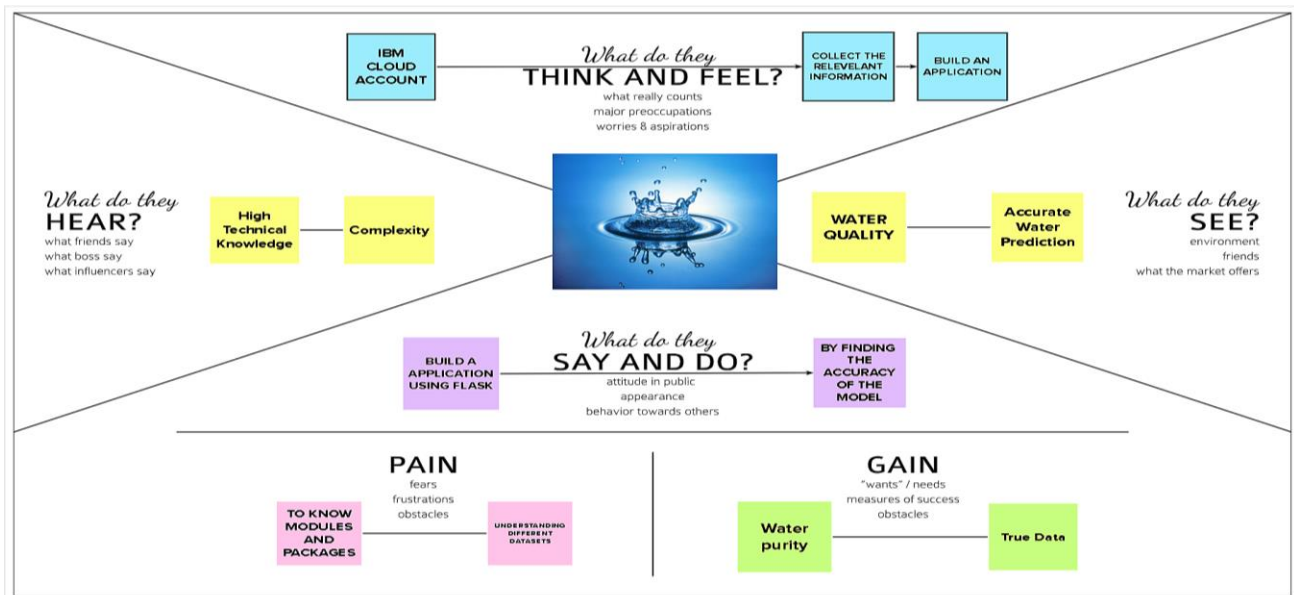 IBM
CLOUD
ACCOUNT
What do they
THINK AND FEEL?
what really counts
major preoccupations
worries 8 aspirations
COLLECT THE
RELEVELANT
INFORMATION
BUILD AN
APPLICATION
What do they
HEAR?
what friends say
what boss say
what influencers say
High
Technical
Knowledge
Complexity
WATER
QUALITY
Accurate
Water
Prediction
What do they
SEE?
environment
friends
what the market offers
BUILD A
APPLICATION
USING FLASK
What do they
SAY AND DO?
attitude in public
appearance
behavior towards others
BY FINDING
THE
ACCURACY
OF THE
MODEL
PAIN
fears
frustrations
obstacles
TO KNOW
MODULES
AND
PACKAGES
UNDERSTANDING
DIFFERENT
DATASETS
GAIN
"wants" / needs
measures of success
obstacles
Water
purity
True Data